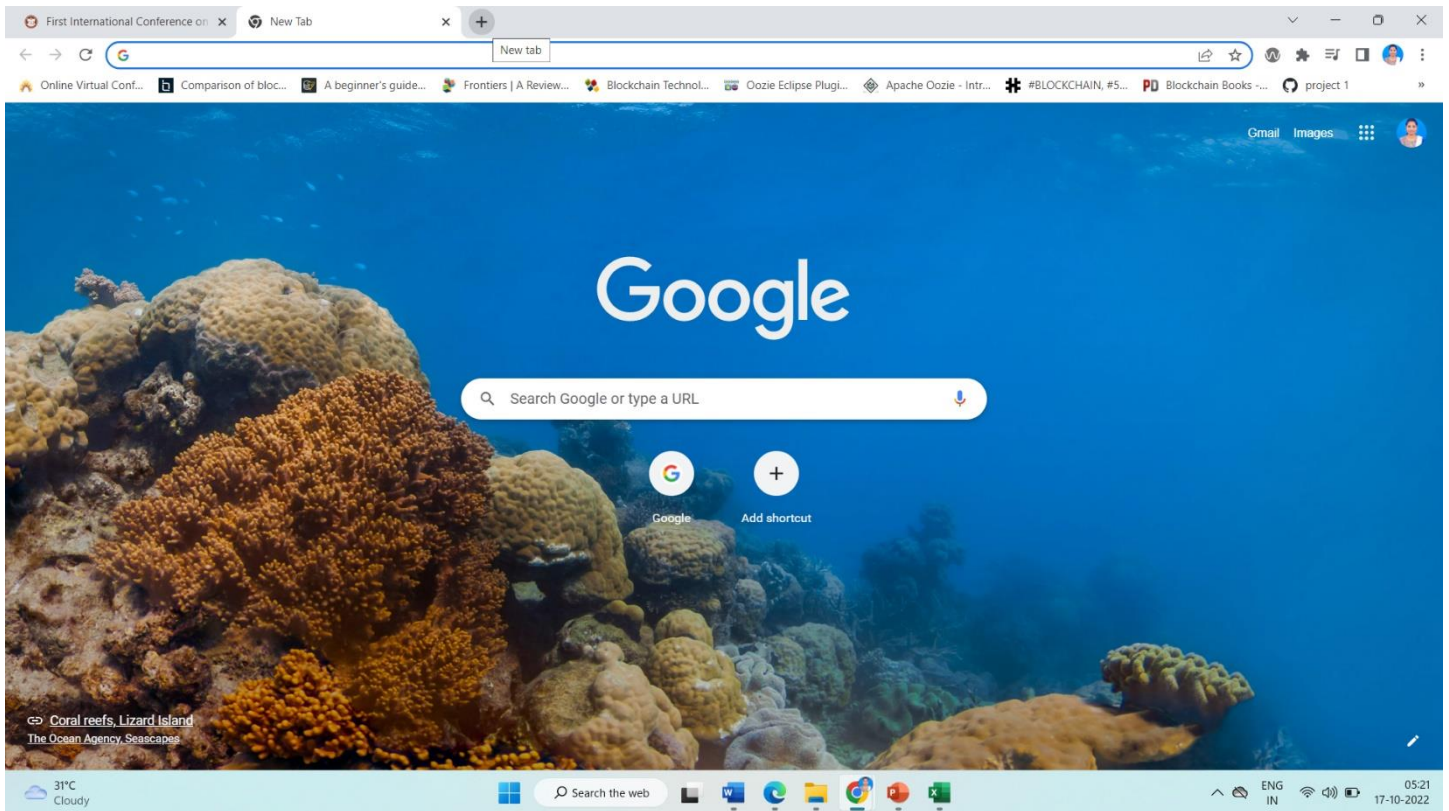 First International Conference on
New Tab
New tab
Online Virtual Conf...
Comparison of bloc...
A beginner's guide...
Frontiers | A Review...
Blockchain Technol...
Oozie Eclipse Plugi...
Apache Oozie - Intr...
#BLOCKCHAIN, #5...
Blockchain Books -...
project 1
Gmail
Images
Google
Search Google or type a URL
Google
Add shortcut
Coral reefs, Lizard Island
The Ocean Agency, Seascapes
31°C
Cloudy
Search the web
ENG
IN
05:21
17-10-2022